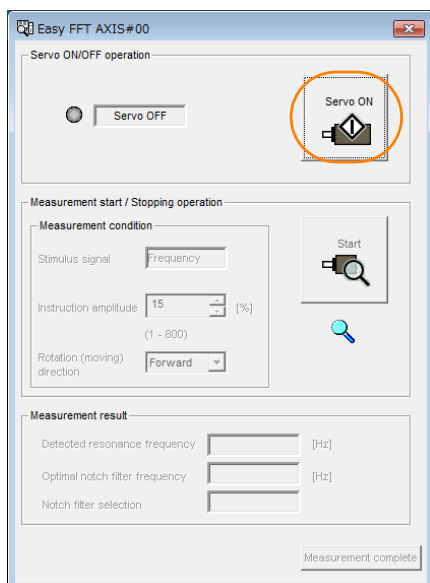 Easy FFT AXIS#00
Servo ON/OFF operation
Servo OFF
Servo ON
Measurement start / Stopping operation
Measurement condition
Stimulus signal
Frequency
Instruction amplitude
15
[%]
(1 - 800)
Rotation (moving)
direction
Forward
Start
Measurement result
Detected resonance frequency
[Hz]
Optimal notch filter frequency
[Hz]
Notch filter selection
Measurement complete